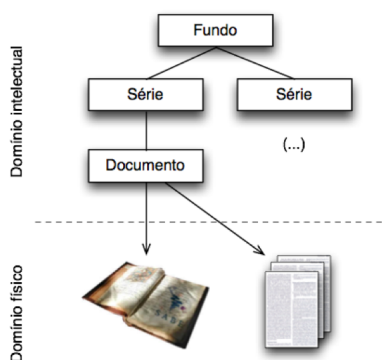 Fundo
Série Série
(...)
Documento
Domínio intelectual
Domínio físico